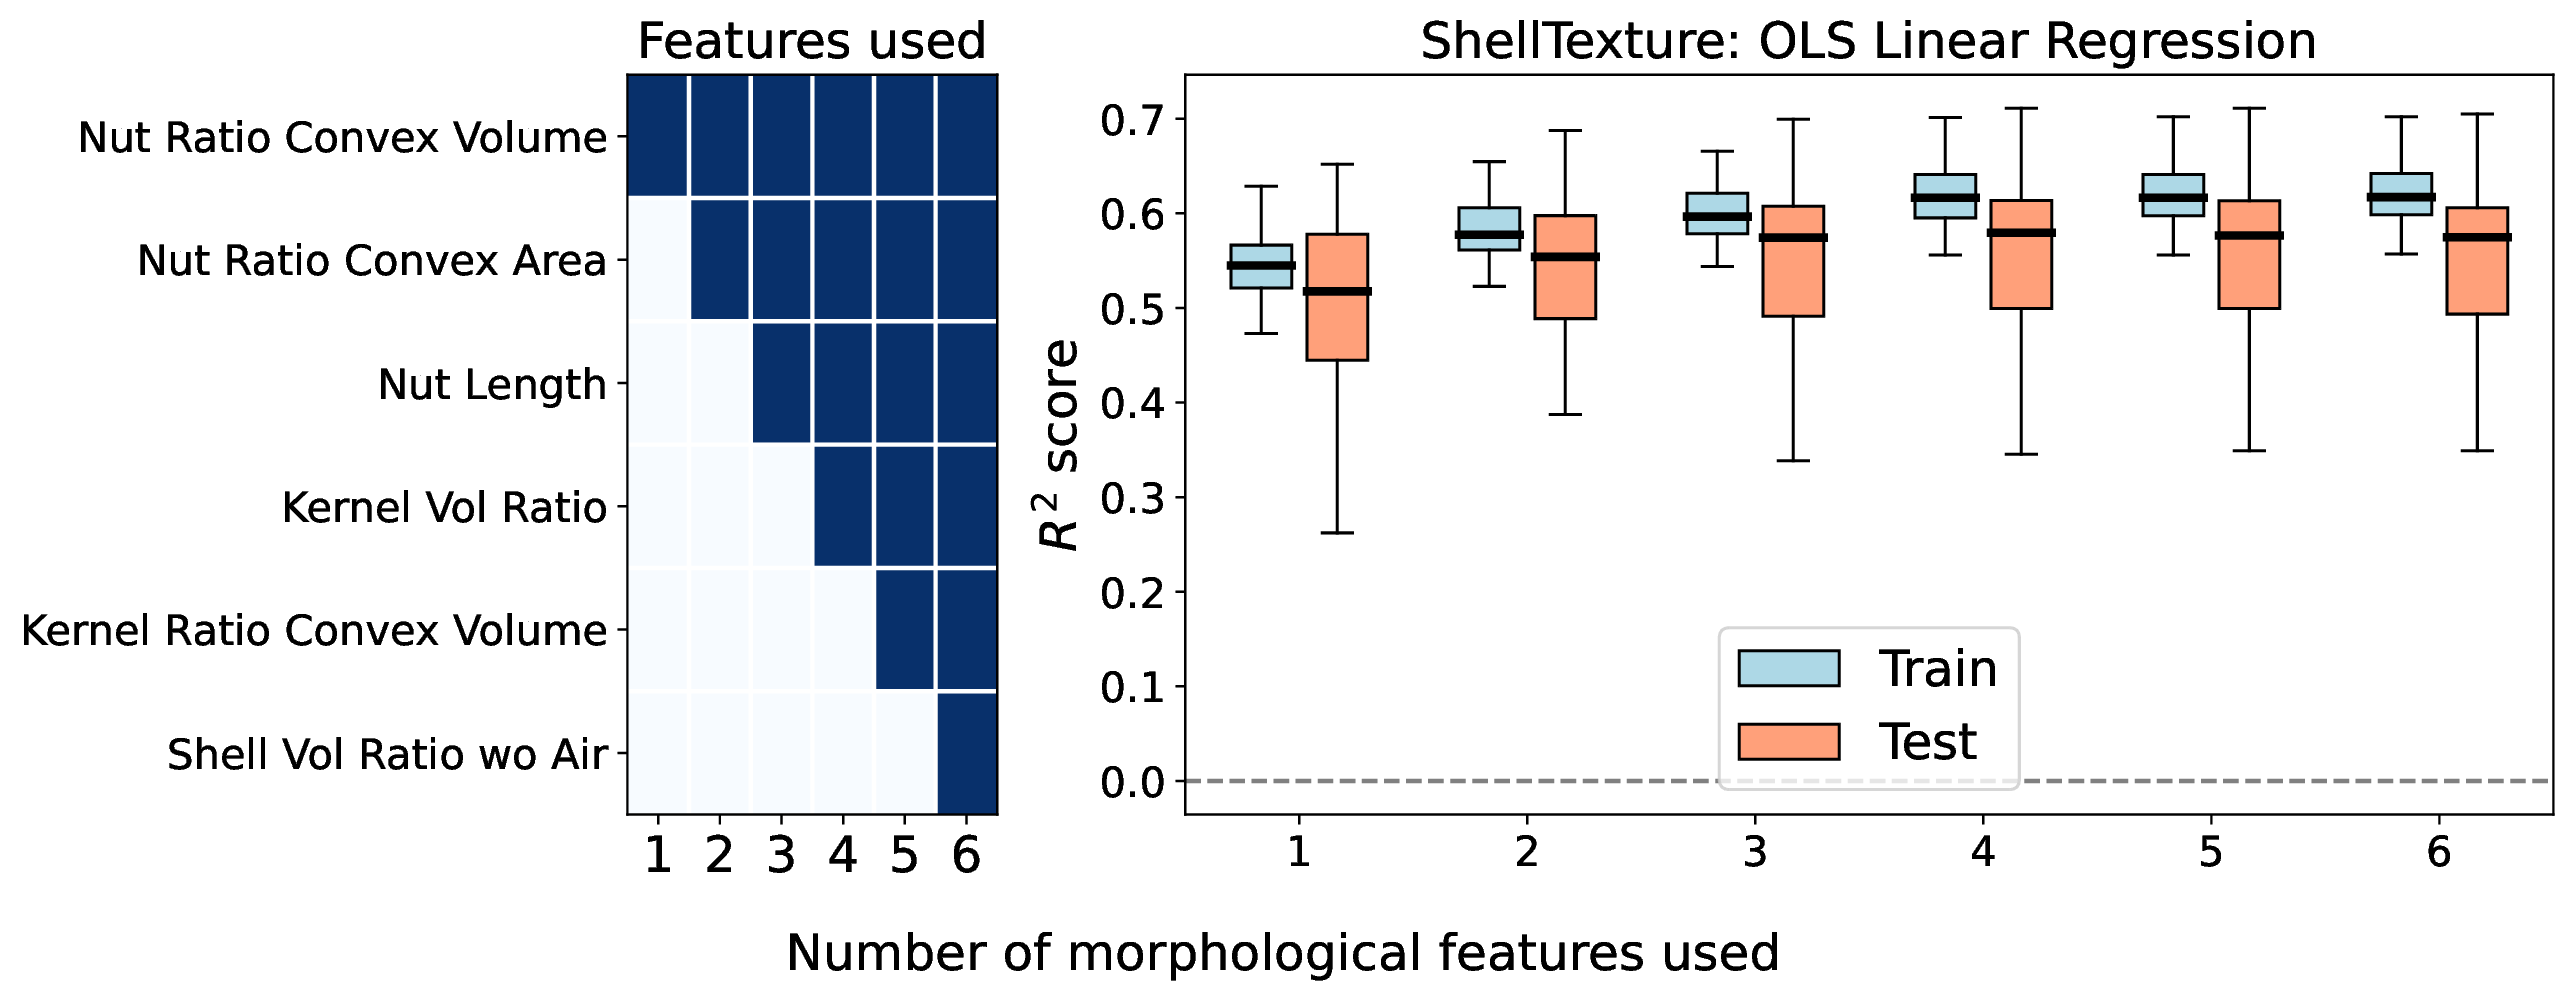 Features used
Nut Ratio Convex Volume
Nut Ratio Convex Area
Nut Length
Kernel Vol Ratio
Kernel Ratio Convex Volume
Shell Vol Ratio wo Air
1 2 3 4 5 6
ShellTexture: OLS Linear Regression
R² score
0.7
0.6
0.5
0.4
0.3
0.2
0.1
0.0
Train
Test
1 2 3 4 5 6
Number of morphological features used